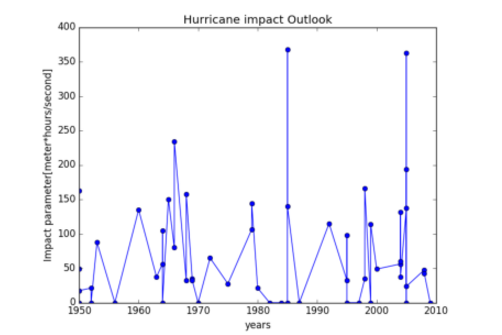 Hurricane impact Outlook
Impact parameter[meter*hours/second]
400
350
300
250
200
150
100
50
0
1950 1960 1970 1980 1990 2000 2010
years